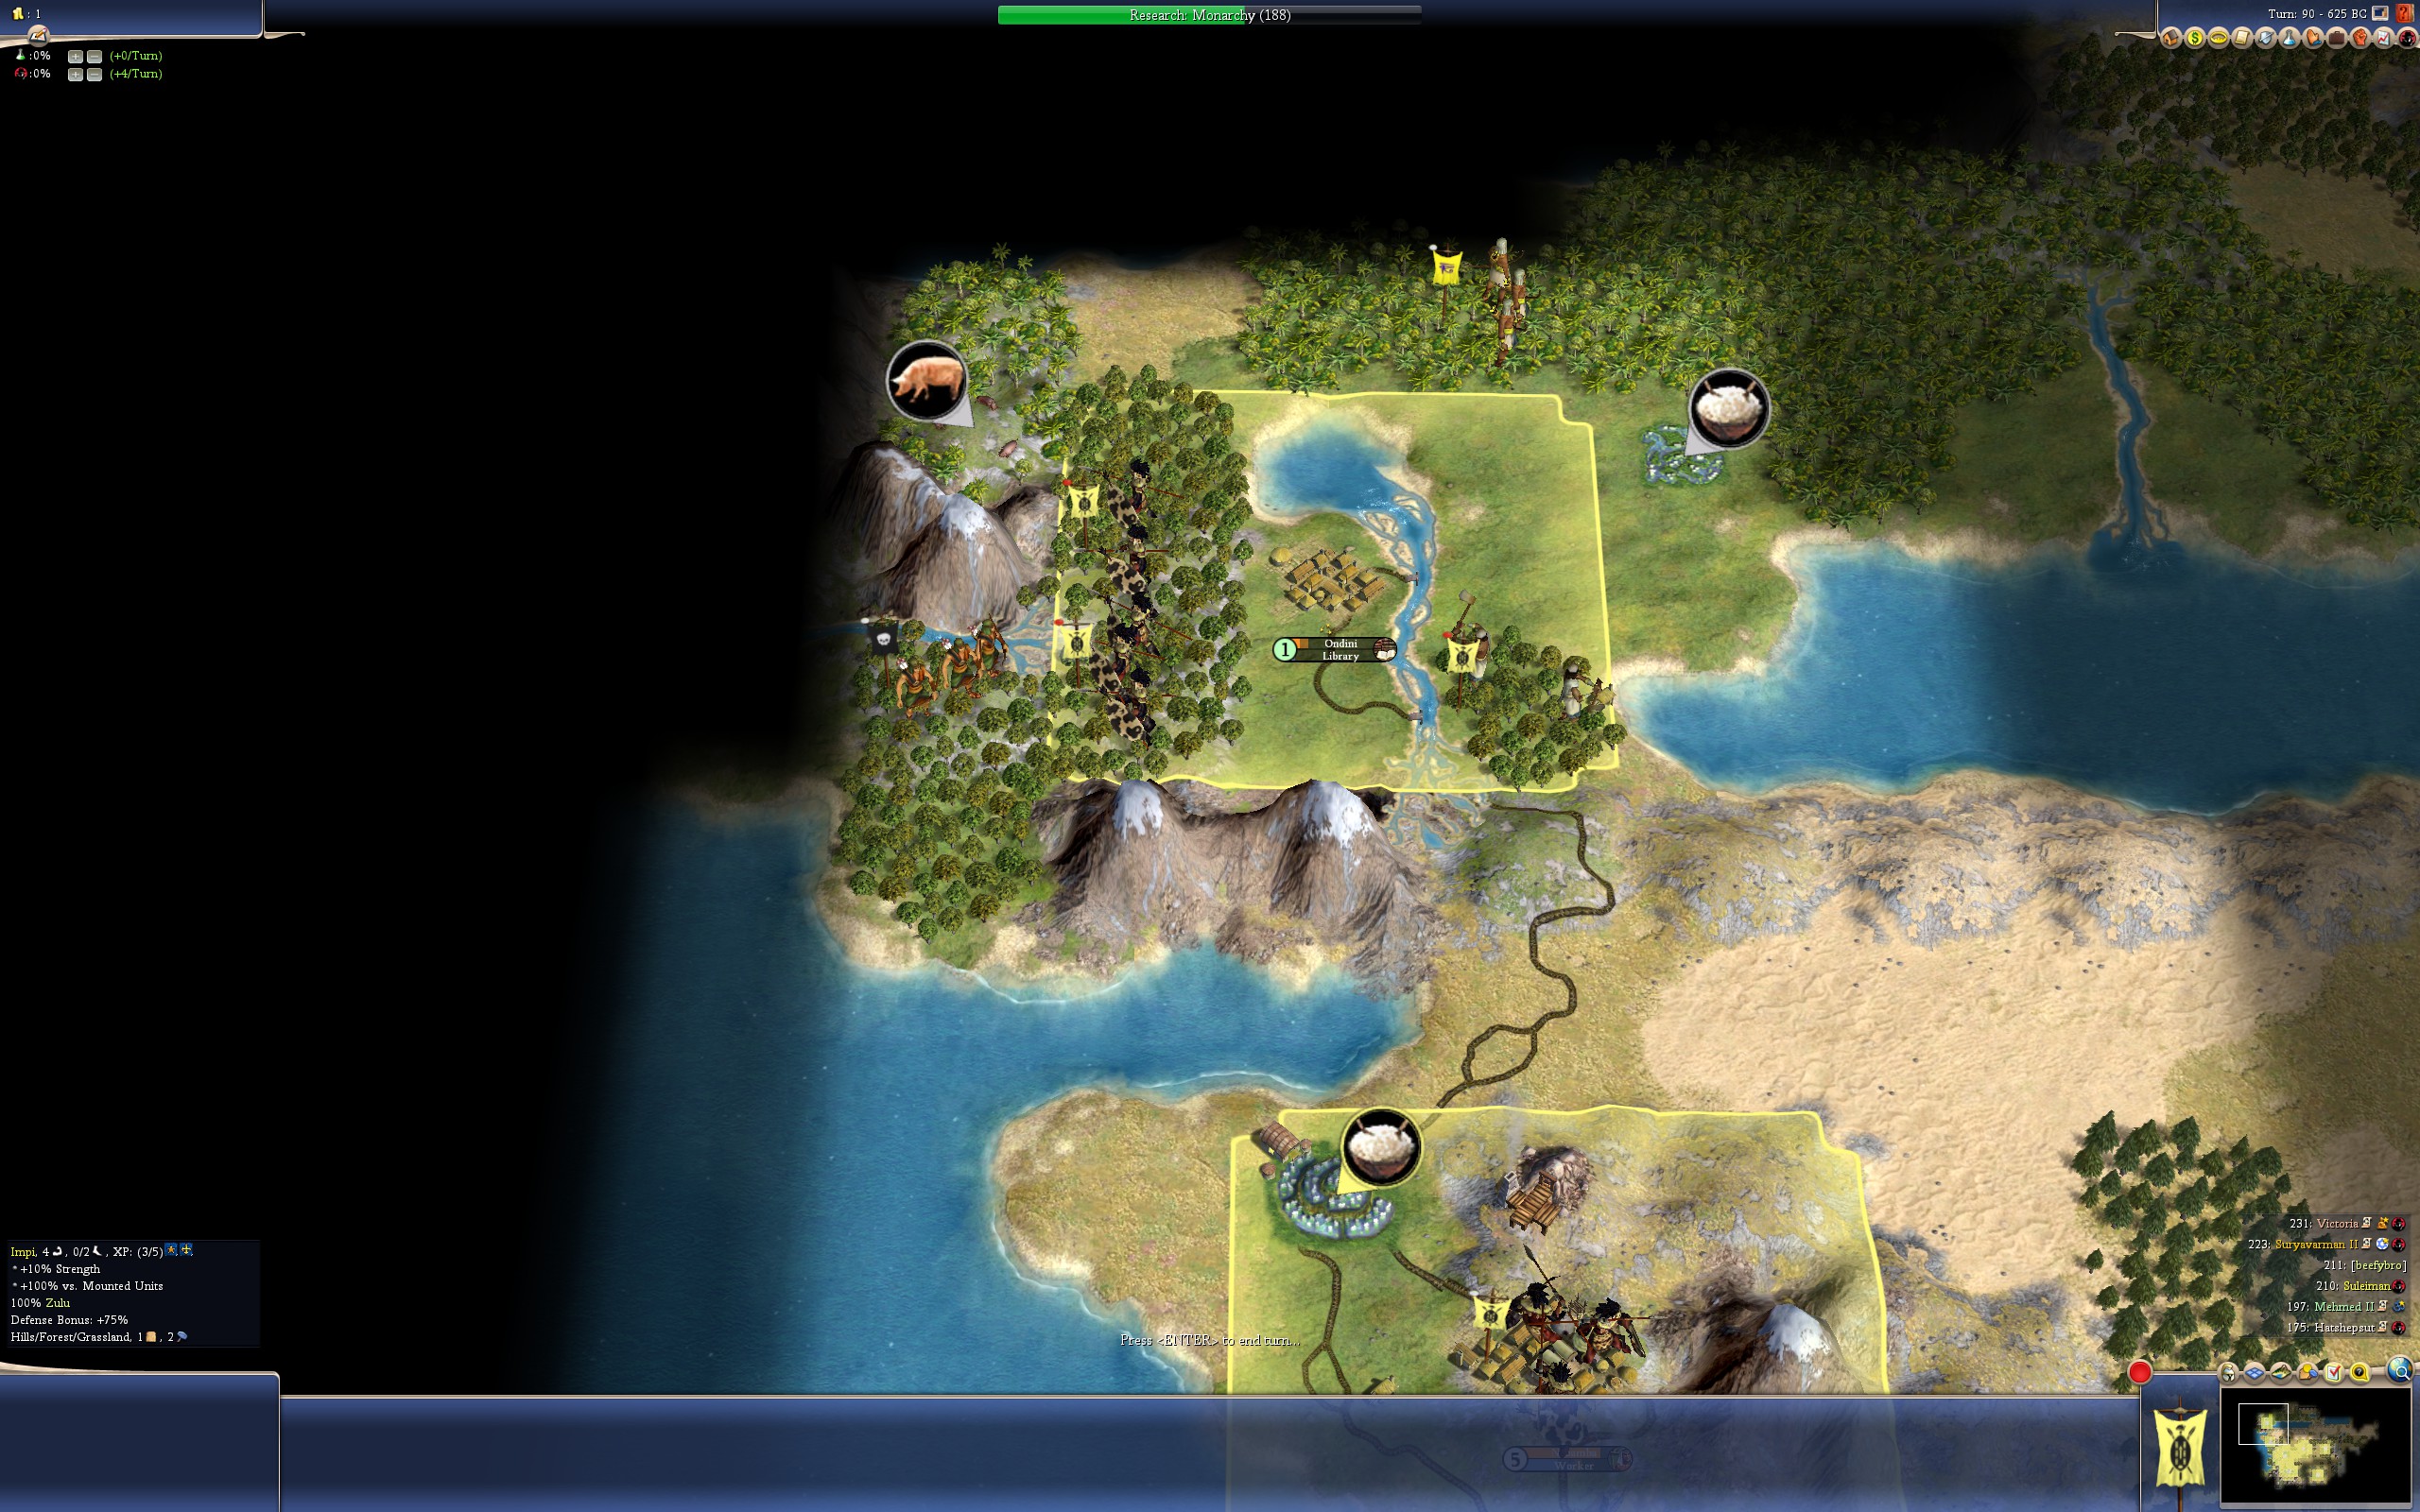 : 1
Research: Monarchy (188)
Turn: 90 - 625 BC
:0% (+0/Turn)
:0% (+4/Turn)
1 Ondini
Library
Impi, 4 , 0/2 , XP: (3/5)
*+10% Strength
*+100% vs. Mounted Units
100% Zulu
Defense Bonus: +75%
Hills/Forest/Grassland, 1 , 2
231: Victoria
223: Suryavarman II
211: [beefybro]
210: Suleiman
197: Mehmed II
175: Hatshepsut
Press <ENTER> to end turn...
5
Worker